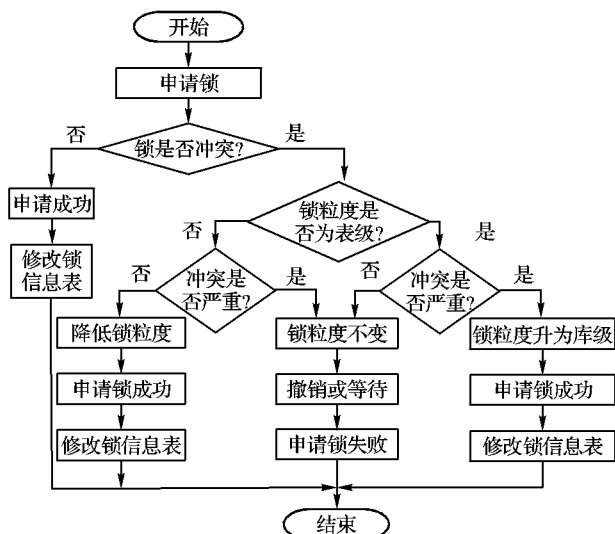 开始
申请锁
否
锁是否冲突?
是
申请成功
修改锁
信息表
锁粒度是
否为表级?
否
是
否
冲突是
否严重?
是
否
冲突是
否严重?
是
降低锁粒度
锁粒度不变
锁粒度升为库级
申请锁成功
撤销或等待
申请锁成功
修改锁信息表
申请锁失败
修改锁信息表
结束